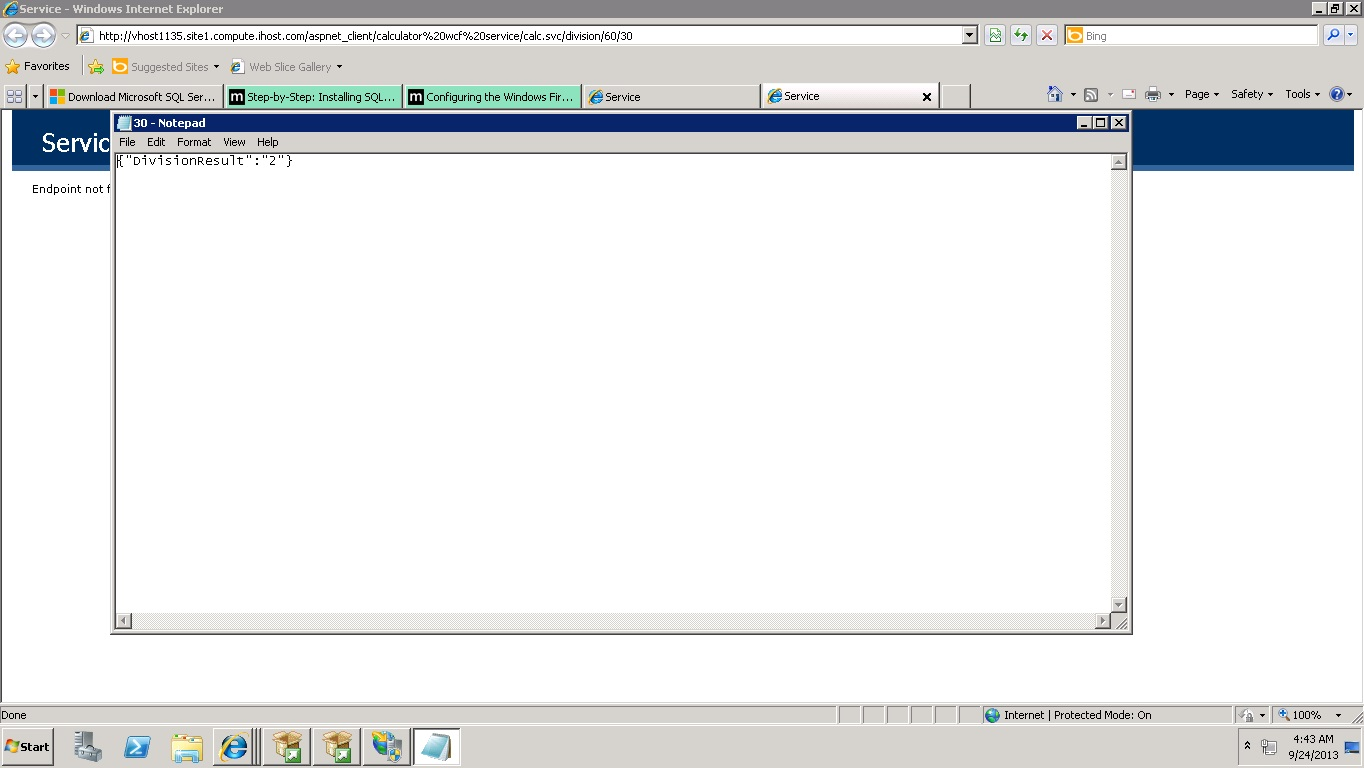 Service - Windows Internet Explorer
http://vhost1135.site1.compute.ihost.com/aspnet_client/calculator%20wcf%20service/calc.svc/division/60/30
Bing
Favorites
Suggested Sites
Web Slice Gallery
Download Microsoft SQL Ser...
Step-by-Step: Installing SQL...
Configuring the Windows Fir...
Service
Service
Page
Safety
Tools
Servic
30 - Notepad
File Edit Format View Help
{"DivisionResult":"2"}
Endpoint not f
Done
Internet | Protected Mode: On
100%
Start
4:43 AM
9/24/2013